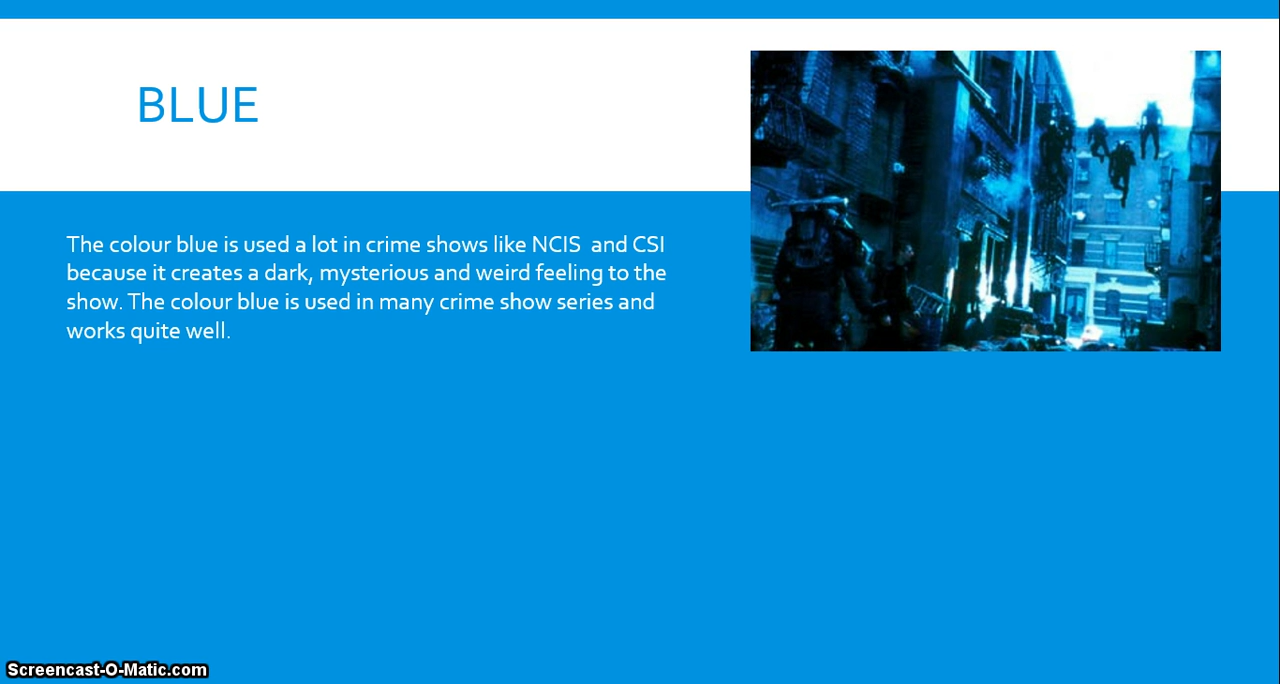 BLUE
The colour blue is used a lot in crime shows like NCIS  and CSI
because it creates a dark, mysterious and weird feeling to the
show. The colour blue is used in many crime show series and
works quite well.
Screencast-O-Matic.com